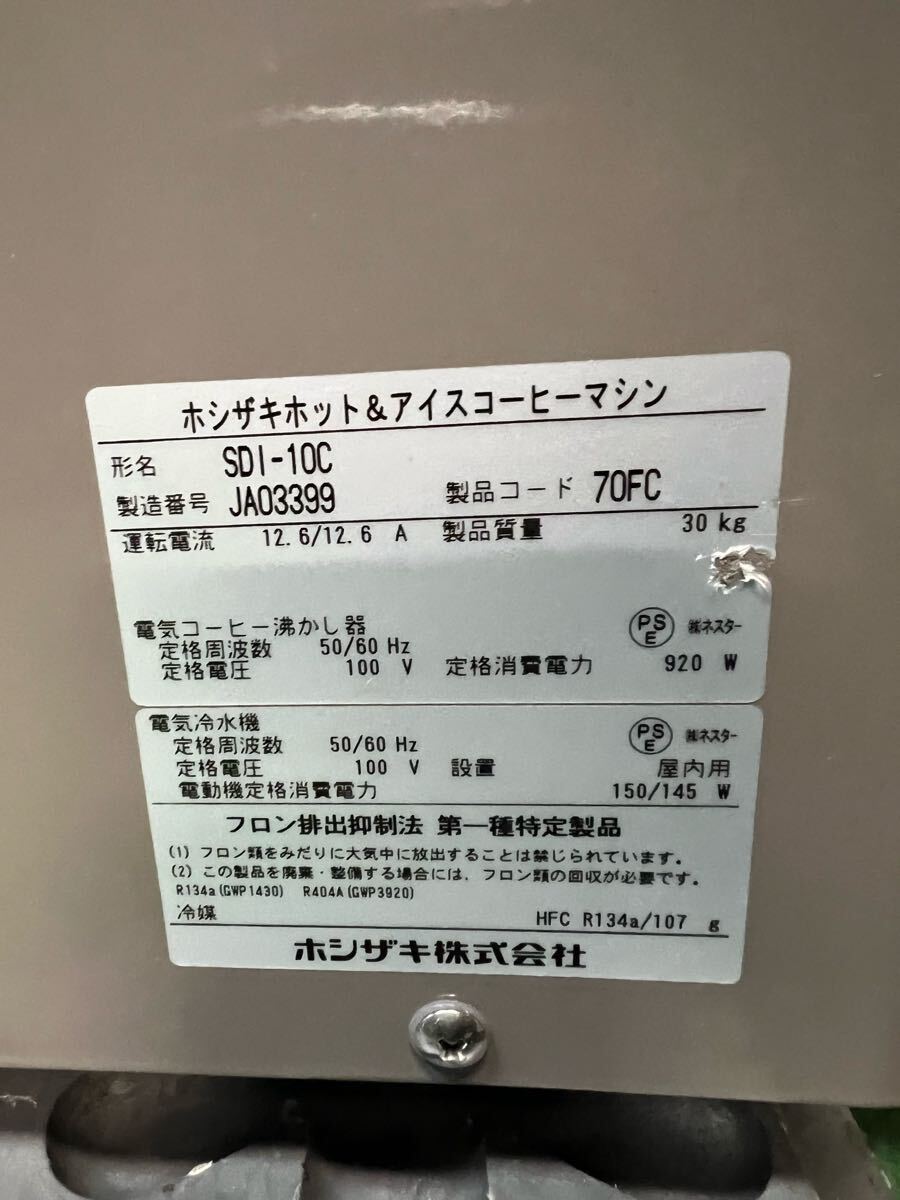 ホシザキホット&アイスコーヒーマシン
形名 SDI-10C
製造番号 JA03399 製品コード 70FC
運転電流 12.6/12.6 A 製品質量 30 kg
電気コーヒー沸かし器 PSE ㈱ネスター
定格周波数 50/60 Hz
定格電圧 100 V 定格消費電力 920 W
電気冷水機 PSE ㈱ネスター
定格周波数 50/60 Hz
定格電圧 100 V 設置 屋内用
電動機定格消費電力 150/145 W
フロン排出抑制法 第一種特定製品
(1) フロン類をみだりに大気中に放出することは禁じられています。
(2) この製品を廃棄・整備する場合には、フロン類の回収が必要です。
R134a(GWP1430) R404A(GWP3920)
冷媒 HFC R134a/107 g
ホシザキ株式会社